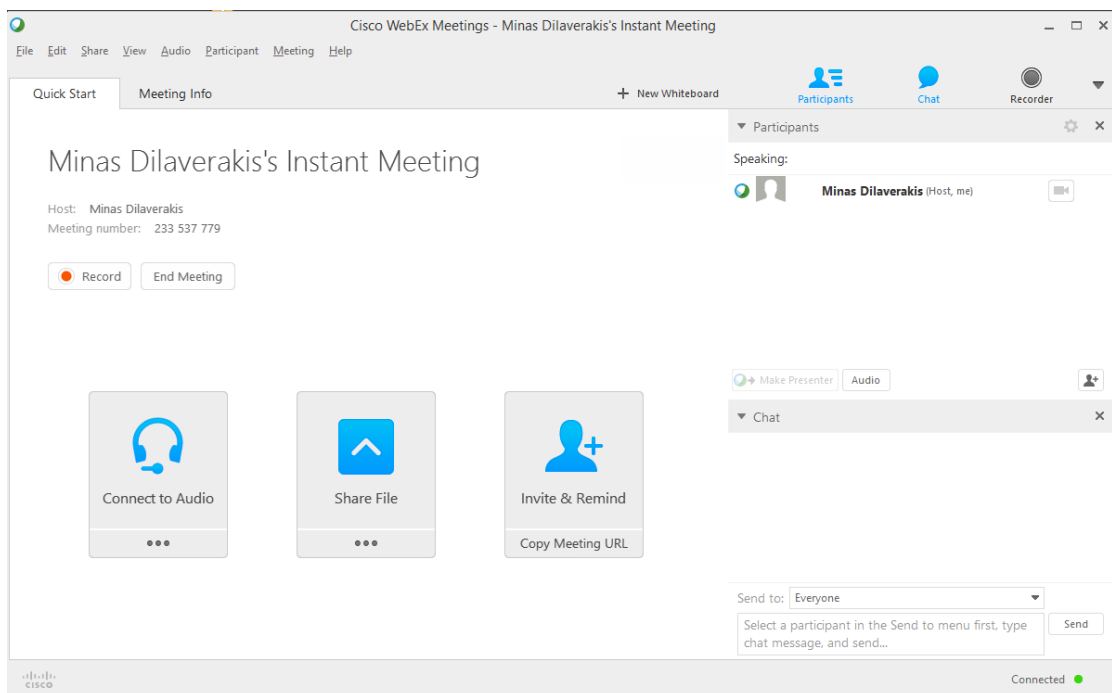 Cisco WebEx Meetings - Minas Dilaverakis's Instant Meeting
File Edit Share View Audio Participant Meeting Help
Quick Start Meeting Info + New Whiteboard Participants Chat Recorder
Participants
Minas Dilaverakis's Instant Meeting
Speaking:
Minas Dilaverakis (Host, me)
Host: Minas Dilaverakis
Meeting number: 233 537 779
Record End Meeting
Make Presenter Audio
Chat
Connect to Audio Share File Invite & Remind
Copy Meeting URL
Send to: Everyone
Select a participant in the Send to menu first, type
chat message, and send...
Send
CISCO Connected